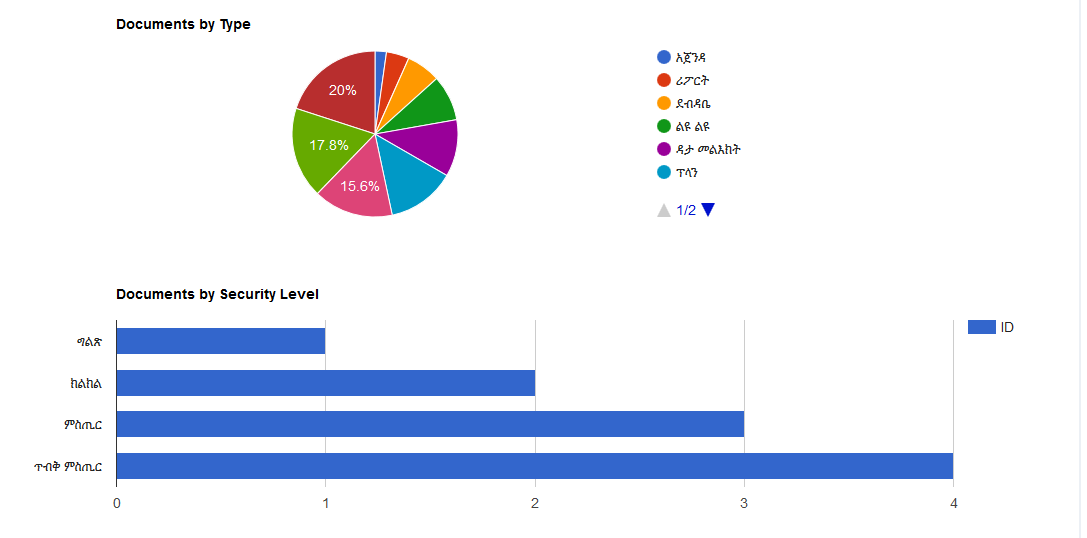 Documents by Type
20%
17.8%
15.6%
አጀንዳ
ሪፖርት
ደብዳቤ
ልዩ ልዩ
ዳታ መልእክት
ፕላን
1/2
Documents by Security Level
ግልጽ
ክልክል
ምስጢር
ጥብቅ ምስጢር
ID
0 1 2 3 4